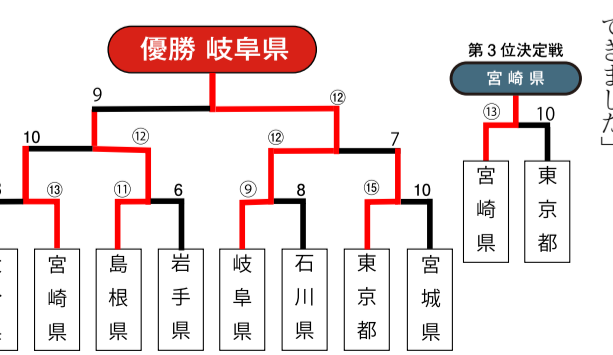 優勝 岐阜県
9
⑫
10
⑫
⑫
7
⑬
⑪
6
⑨
8
⑮
10
宮崎県
島根県
岩手県
岐阜県
石川県
東京都
宮城県
第3位決定戦
宮崎県
⑬
10
宮崎県
東京都
できました」